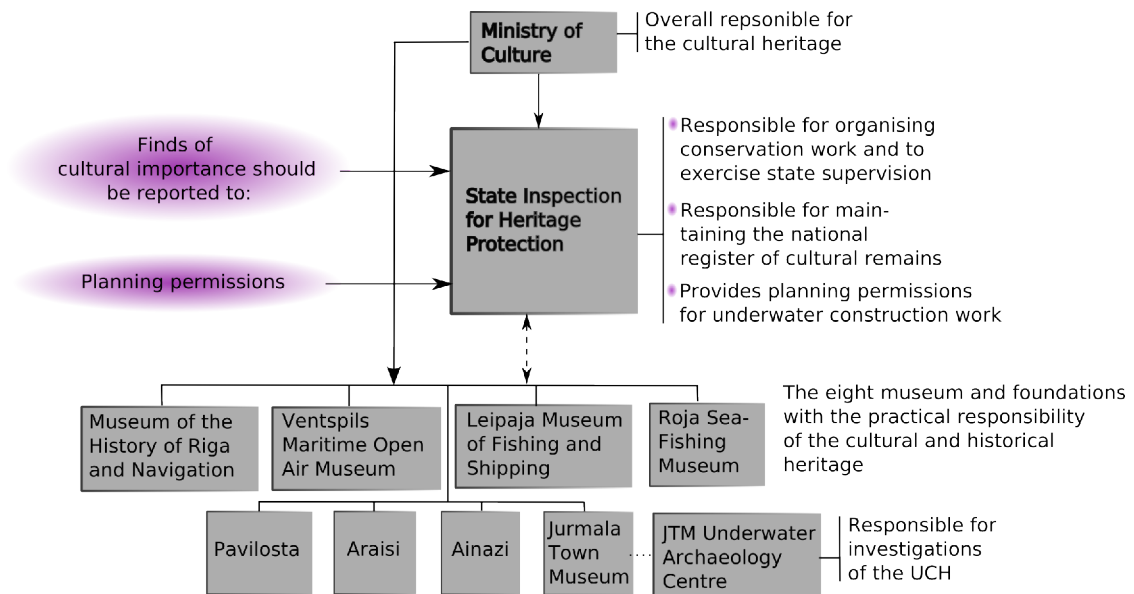 Ministry of
Culture
Overall repsonible for
the cultural heritage
Finds of
cultural importance should
be reported to:
Planning permissions
State Inspection
for Heritage
Protection
Responsible for organising
conservation work and to
exercise state supervision
Responsible for main-
taining the national
register of cultural remains
Provides planning permissions
for underwater construction work
Museum of the
History of Riga
and Navigation
Ventspils
Maritime Open
Air Museum
Leipaja Museum
of Fishing and
Shipping
Roja Sea-
Fishing
Museum
The eight museum and foundations
with the practical responsibility
of the cultural and historical
heritage
Pavilosta
Araisi
Ainazi
Jurmala
Town
Museum
JTM Underwater
Archaeology
Centre
Responsible for
investigations
of the UCH